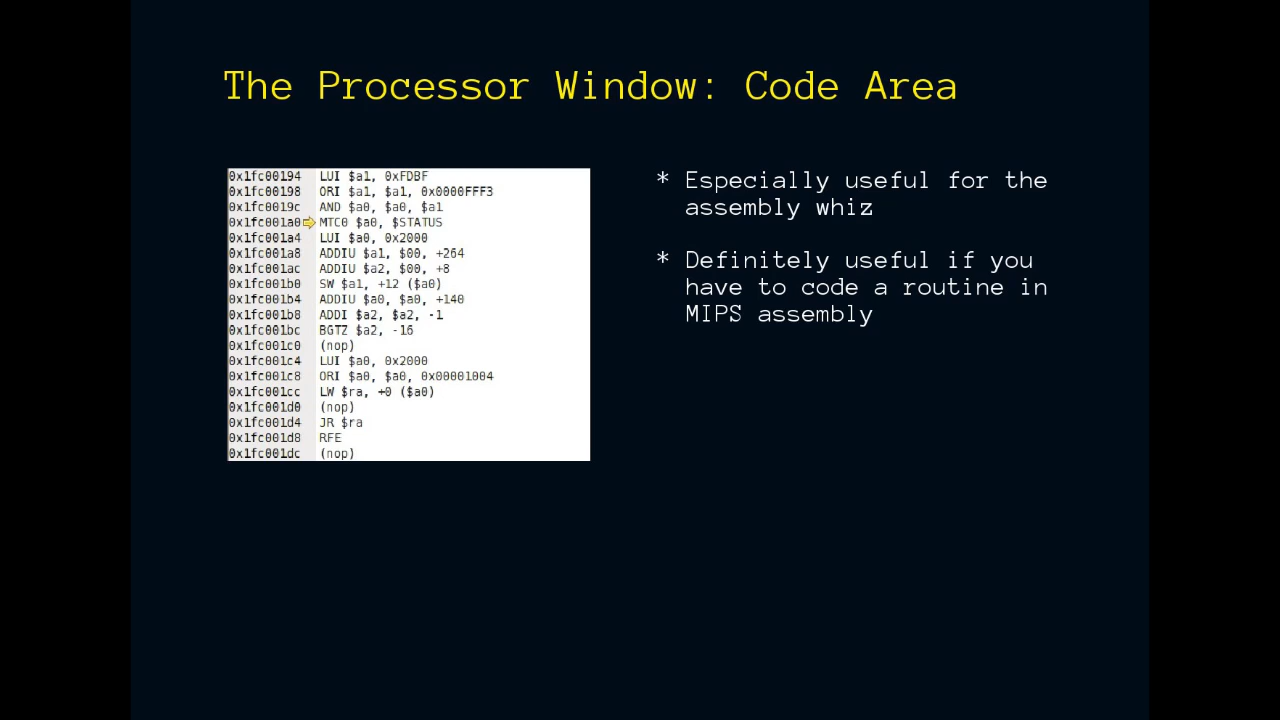 The Processor Window: Code Area
0x1fc00194 LUI $a1, 0xFDBF
0x1fc00198 ORI $a1, $a1, 0x0000FFF3
0x1fc0019c AND $a0, $a0, $a1
0x1fc001a0 MTC0 $a0, $STATUS
0x1fc001a4 LUI $a0, 0x2000
0x1fc001a8 ADDIU $a1, $00, +264
0x1fc001ac ADDIU $a2, $00, +8
0x1fc001b0 SW $a1, +12 ($a0)
0x1fc001b4 ADDIU $a0, $a0, +140
0x1fc001b8 ADDI $a2, $a2, -1
0x1fc001bc BGTZ $a2, -16
0x1fc001c0 (nop)
0x1fc001c4 LUI $a0, 0x2000
0x1fc001c8 ORI $a0, $a0, 0x00001004
0x1fc001cc LW $ra, +0 ($a0)
0x1fc001d0 (nop)
0x1fc001d4 JR $ra
0x1fc001d8 RFE
0x1fc001dc (nop)
* Especially useful for the
assembly whiz
* Definitely useful if you
have to code a routine in
MIPS assembly